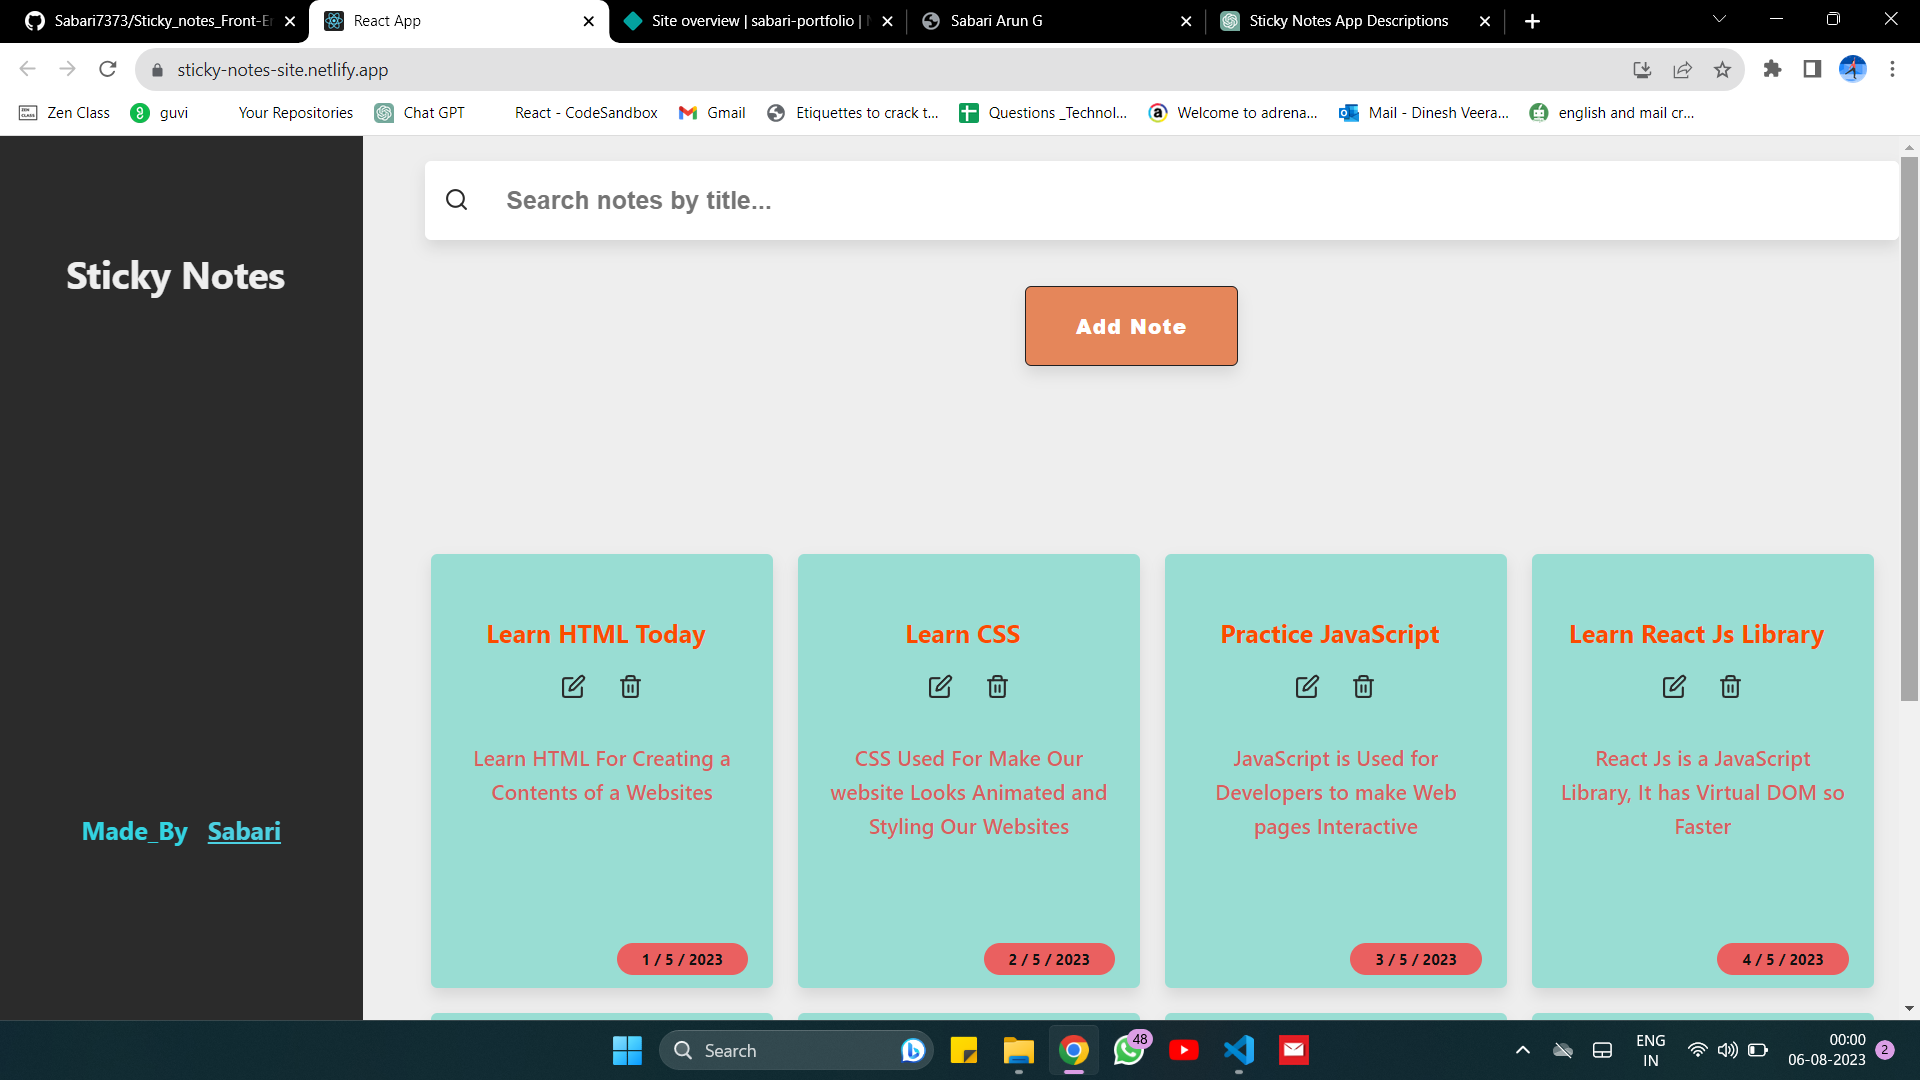 Sabari7373/Sticky_notes_Front-En
React App
Site overview | sabari-portfolio | N
Sabari Arun G
Sticky Notes App Descriptions
sticky-notes-site.netlify.app
Zen Class
guvi
Your Repositories
Chat GPT
React - CodeSandbox
Gmail
Etiquettes to crack t...
Questions _Technol...
Welcome to adrena...
Mail - Dinesh Veera...
english and mail cr...
Sticky Notes
Made_By Sabari
Search notes by title...
Add Note
Learn HTML Today
Learn HTML For Creating a
Contents of a Websites
1 / 5 / 2023
Learn CSS
CSS Used For Make Our
website Looks Animated and
Styling Our Websites
2 / 5 / 2023
Practice JavaScript
JavaScript is Used for
Developers to make Web
pages Interactive
3 / 5 / 2023
Learn React Js Library
React Js is a JavaScript
Library, It has Virtual DOM so
Faster
4 / 5 / 2023
Search
48
ENG
IN
00:00
06-08-2023
2